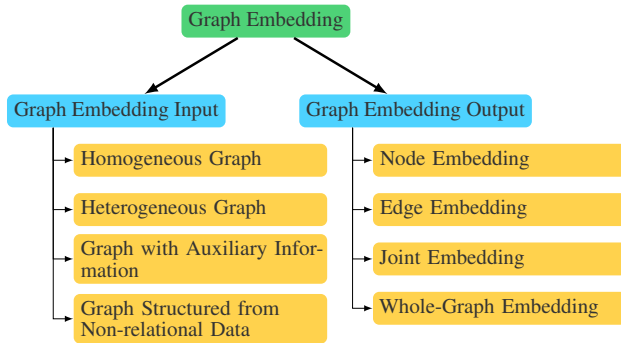 Graph Embedding
Graph Embedding Input
Homogeneous Graph
Heterogeneous Graph
Graph with Auxiliary Infor-
mation
Graph Structured from
Non-relational Data
Graph Embedding Output
Node Embedding
Edge Embedding
Joint Embedding
Whole-Graph Embedding